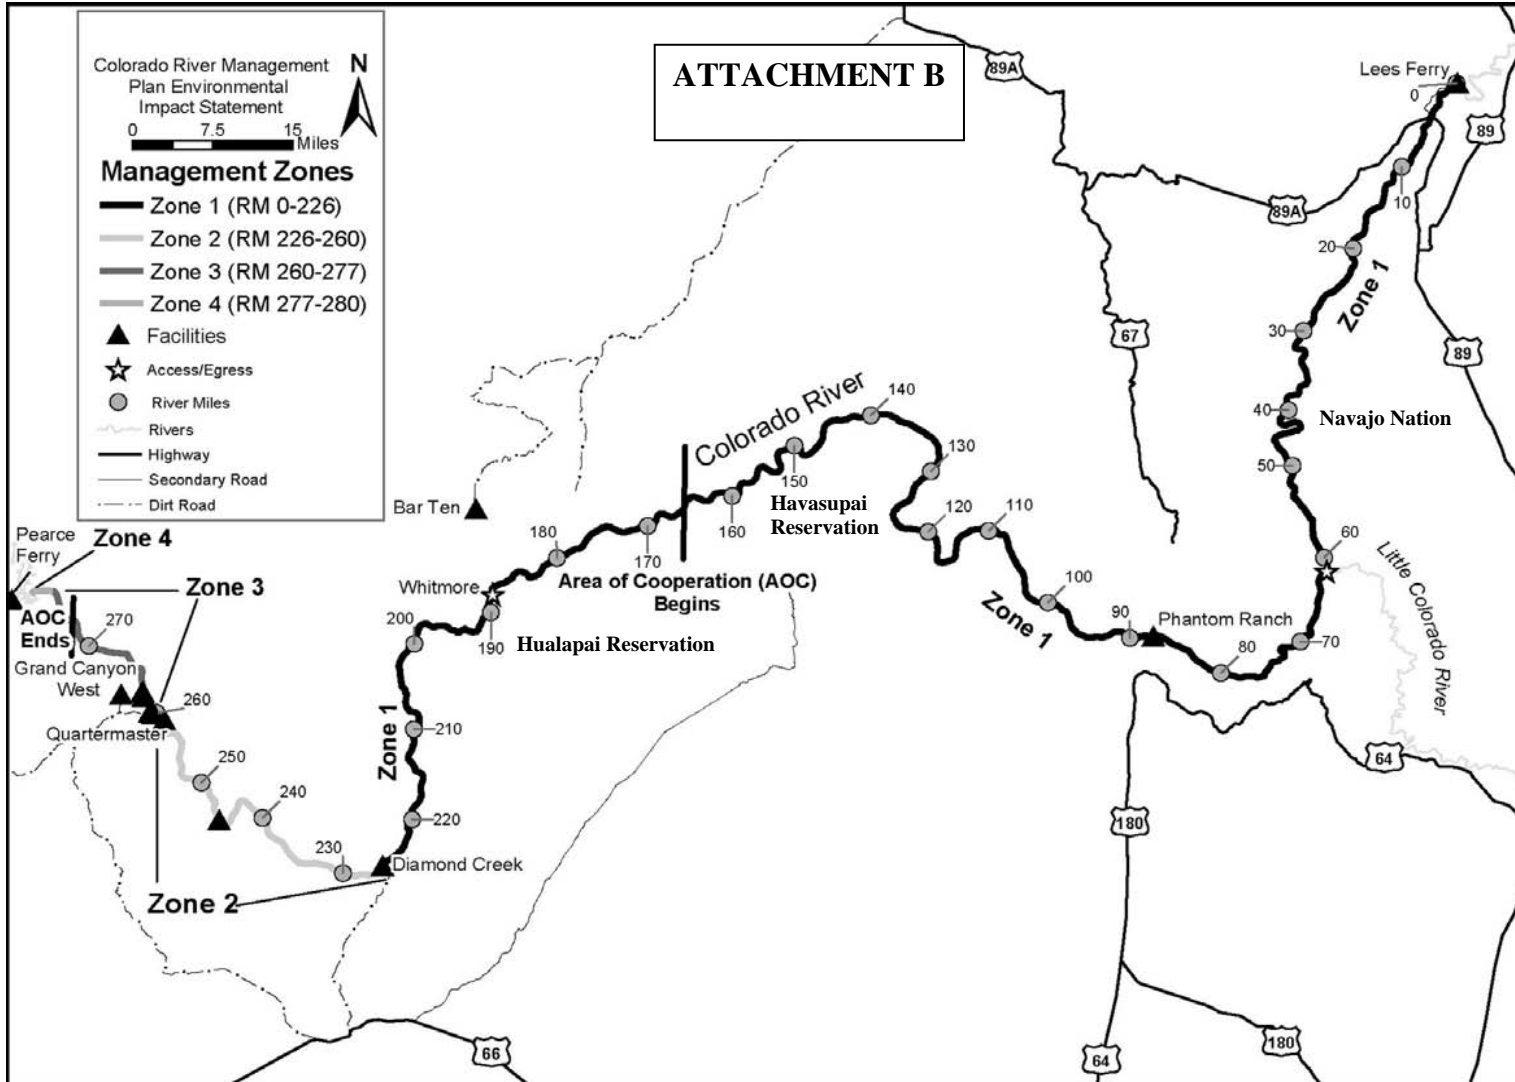 ATTACHMENT B
Colorado River Management
Plan Environmental
Impact Statement
N
0 7.5 15
Miles
Management Zones
Zone 1 (RM 0-226)
Zone 2 (RM 226-260)
Zone 3 (RM 260-277)
Zone 4 (RM 277-280)
Facilities
Access/Egress
River Miles
Rivers
Highway
Secondary Road
Dirt Road
89A
Lees Ferry
0
89
10
89A
20
Zone 1
30
67
89
40
Navajo Nation
50
60
Little Colorado River
70
80
Phantom Ranch
90
100
Zone 1
110
120
130
140
Colorado River
150
Havasupai
Reservation
160
170
Area of Cooperation (AOC)
Begins
180
Bar Ten
Whitmore
190
Hualapai Reservation
200
Zone 1
210
220
Diamond Creek
230
240
250
Zone 2
260
Quartermaster
Grand Canyon
West
270
AOC
Ends
Zone 3
Zone 4
Pearce
Ferry
64
180
66
64
180